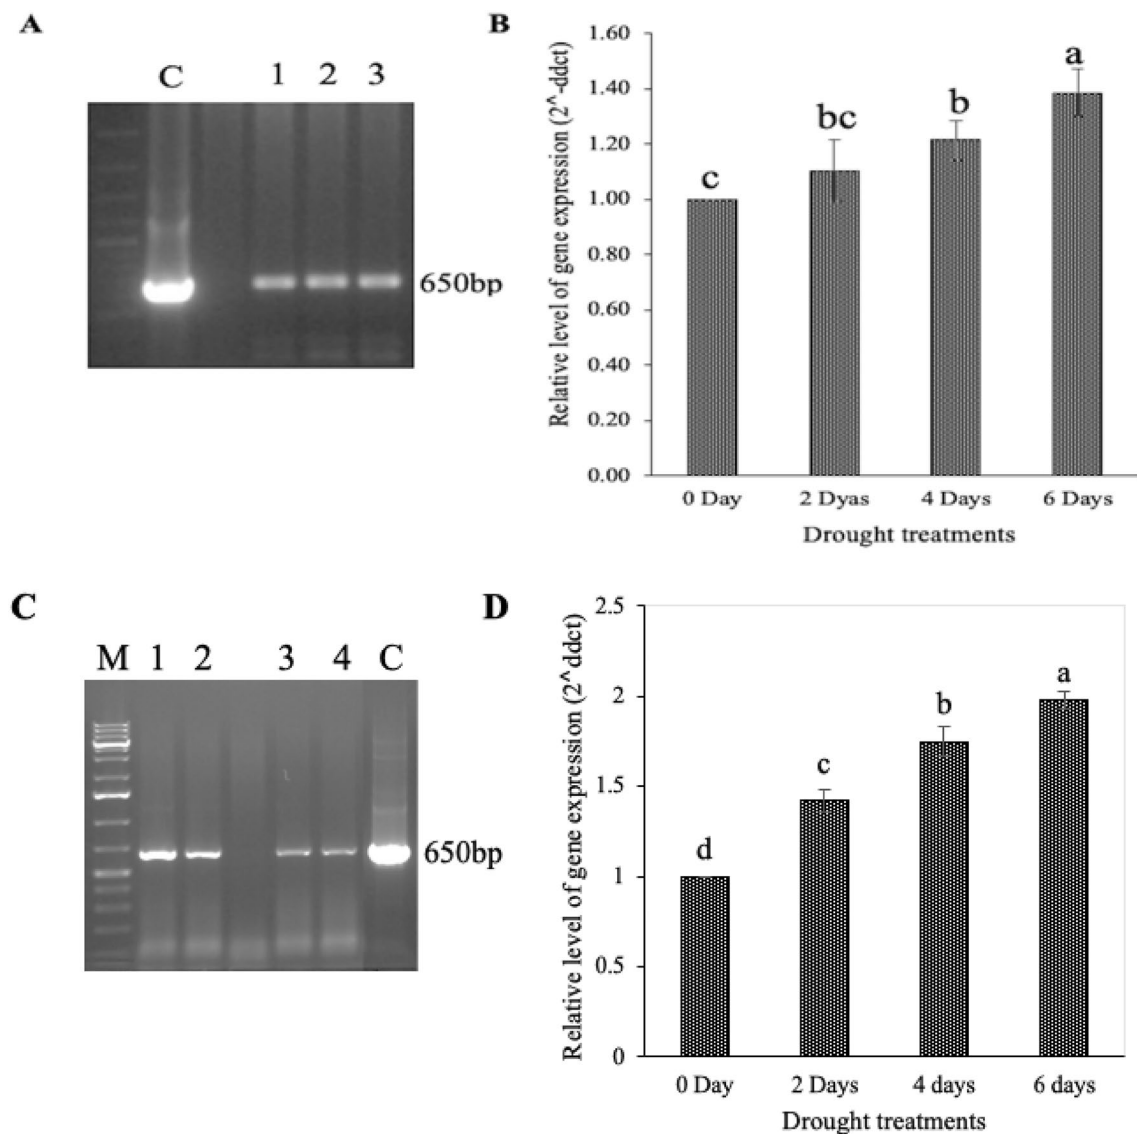 A
C 1 2 3
650bp
B
Relative level of gene expression (2^-ddct)
1.60
1.40
1.20
1.00
0.80
0.60
0.40
0.20
0.00
c
bc
b
a
0 Day 2 Dyas 4 Days 6 Days
Drought treatments
C
M 1 2 3 4 C
650bp
D
Relative level of gene expression (2^ddct)
2.5
2
1.5
1
0.5
0
d
c
b
a
0 Day 2 Days 4 days 6 days
Drought treatments